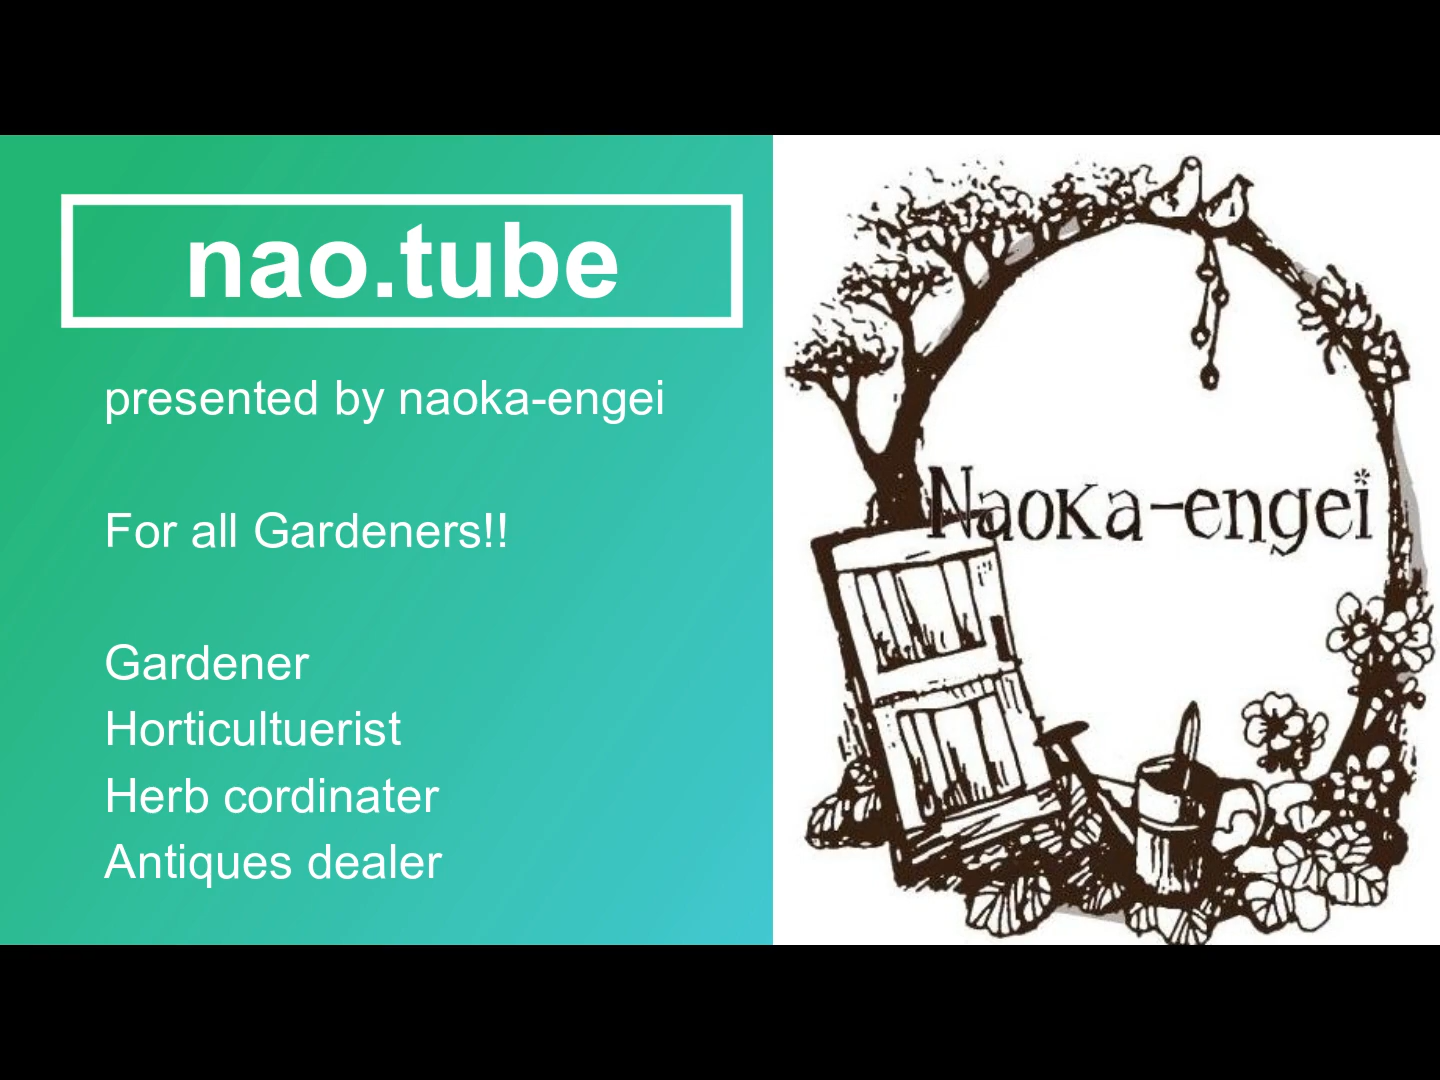 nao.tube
presented by naoka-engei
For all Gardeners!!
Gardener
Horticultuerist
Herb cordinater
Antiques dealer
Naoka-engei